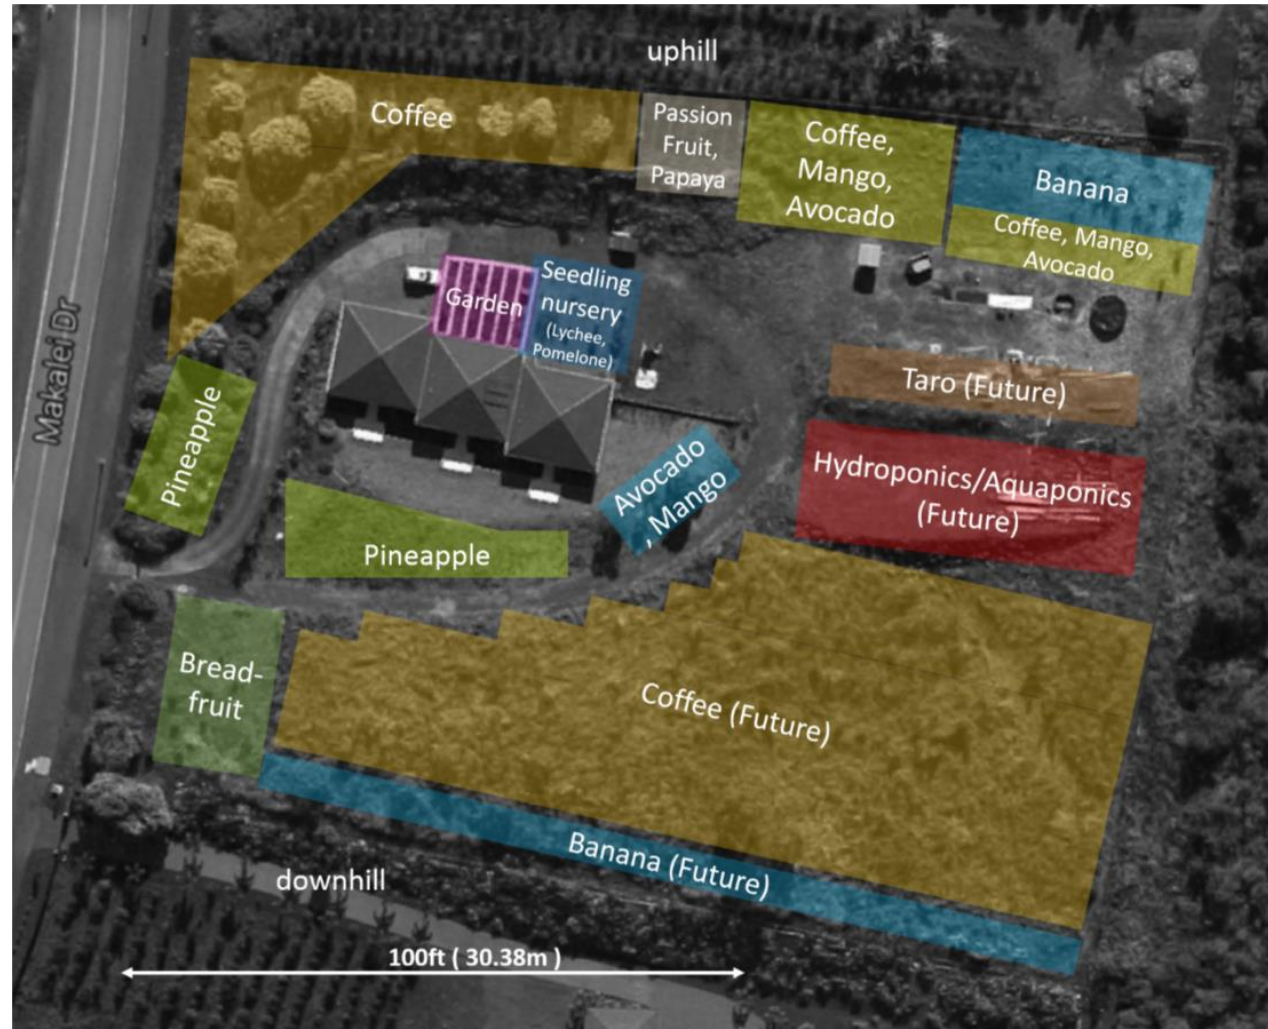 uphill
Coffee
Passion
Fruit,
Papaya
Coffee,
Mango,
Avocado
Banana
Coffee, Mango,
Avocado
Garden
Seedling
nursery
(Lychee,
Pomelone)
Makalei Dr
Taro (Future)
Pineapple
Hydroponics/Aquaponics
(Future)
Avocado
, Mango
Pineapple
Bread-
fruit
Coffee (Future)
Banana (Future)
downhill
100ft ( 30.38m )